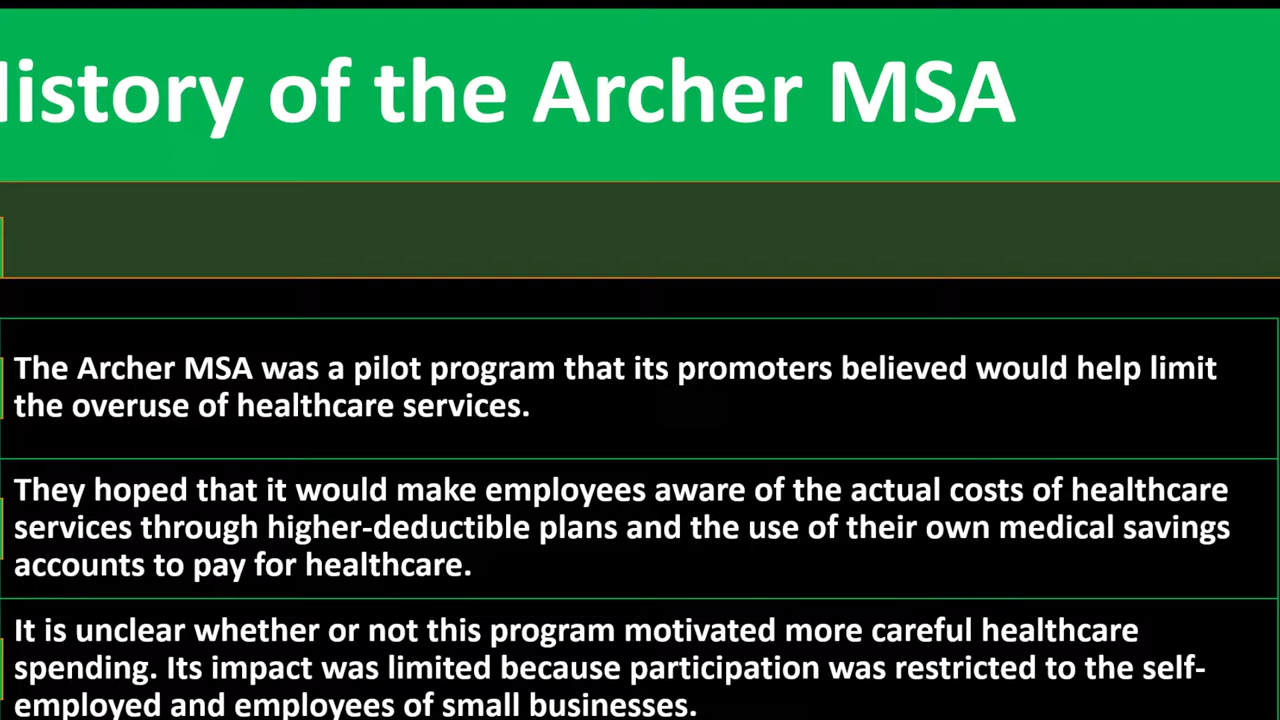 History of the Archer MSA
The Archer MSA was a pilot program that its promoters believed would help limit
the overuse of healthcare services.
They hoped that it would make employees aware of the actual costs of healthcare
services through higher-deductible plans and the use of their own medical savings
accounts to pay for healthcare.
It is unclear whether or not this program motivated more careful healthcare
spending. Its impact was limited because participation was restricted to the self-
employed and employees of small businesses.